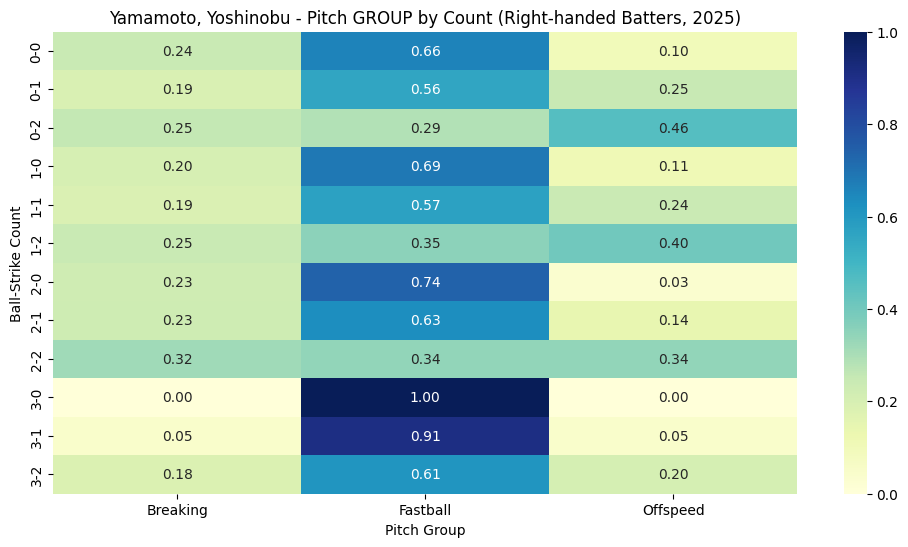 Yamamoto, Yoshinobu - Pitch GROUP by Count (Right-handed Batters, 2025)
Ball-Strike Count
0-0 0.24 0.66 0.10
0-1 0.19 0.56 0.25
0-2 0.25 0.29 0.46
1-0 0.20 0.69 0.11
1-1 0.19 0.57 0.24
1-2 0.25 0.35 0.40
2-0 0.23 0.74 0.03
2-1 0.23 0.63 0.14
2-2 0.32 0.34 0.34
3-0 0.00 1.00 0.00
3-1 0.05 0.91 0.05
3-2 0.18 0.61 0.20
Breaking Fastball Offspeed
Pitch Group
1.0
0.8
0.6
0.4
0.2
0.0